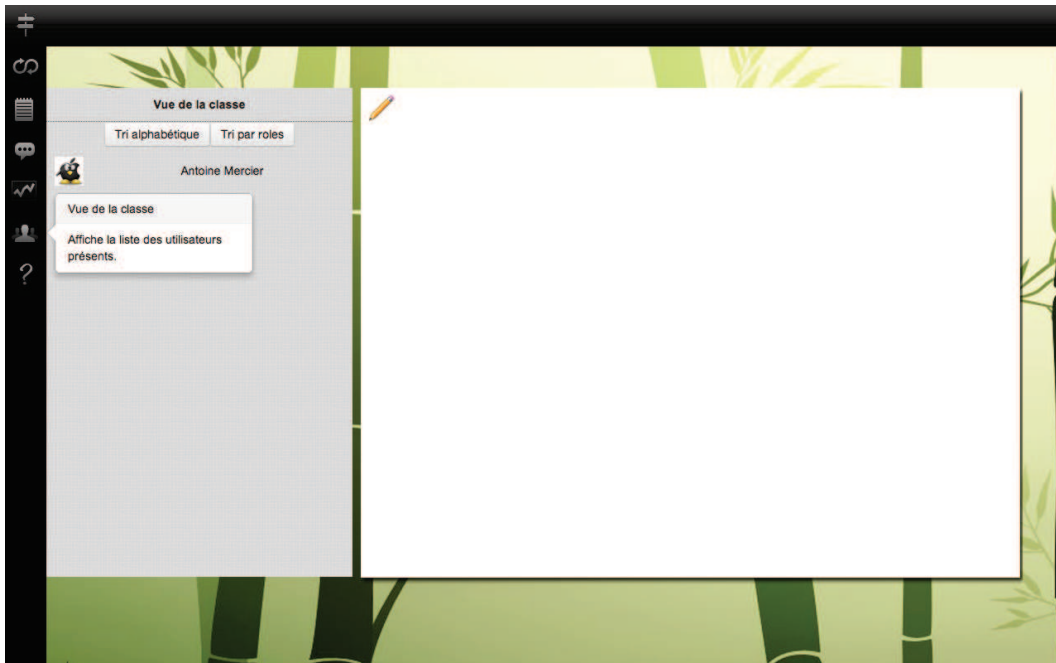 Vue de la classe
Tri alphabétique Tri par roles
Antoine Mercier
Vue de la classe
Affiche la liste des utilisateurs
présents.